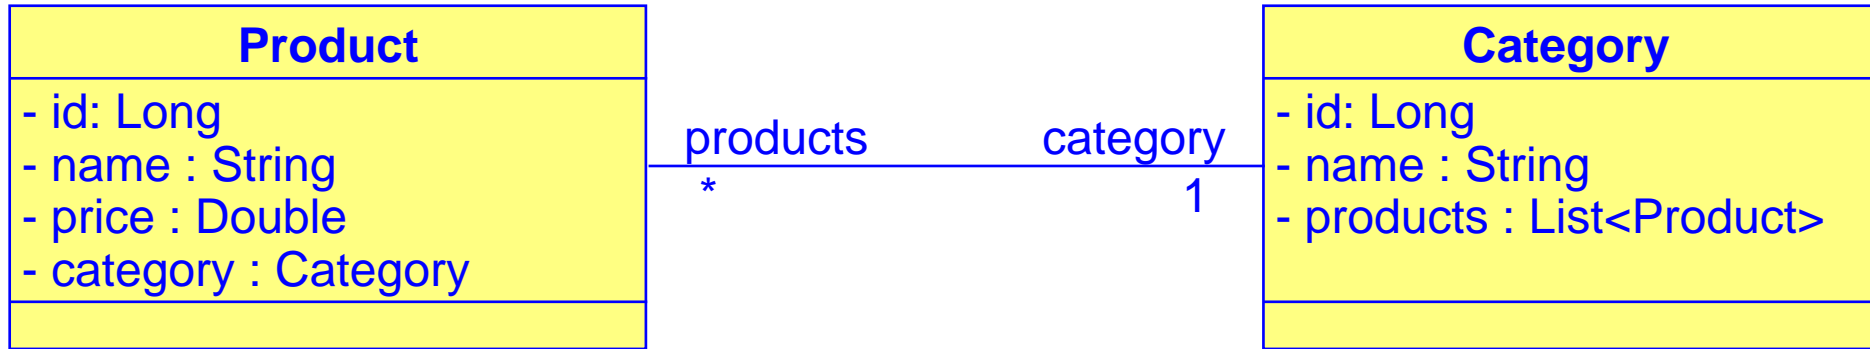 Product
- id: Long
- name : String
- price : Double
- category : Category
products
category
*
1
Category
- id: Long
- name : String
- products : List<Product>